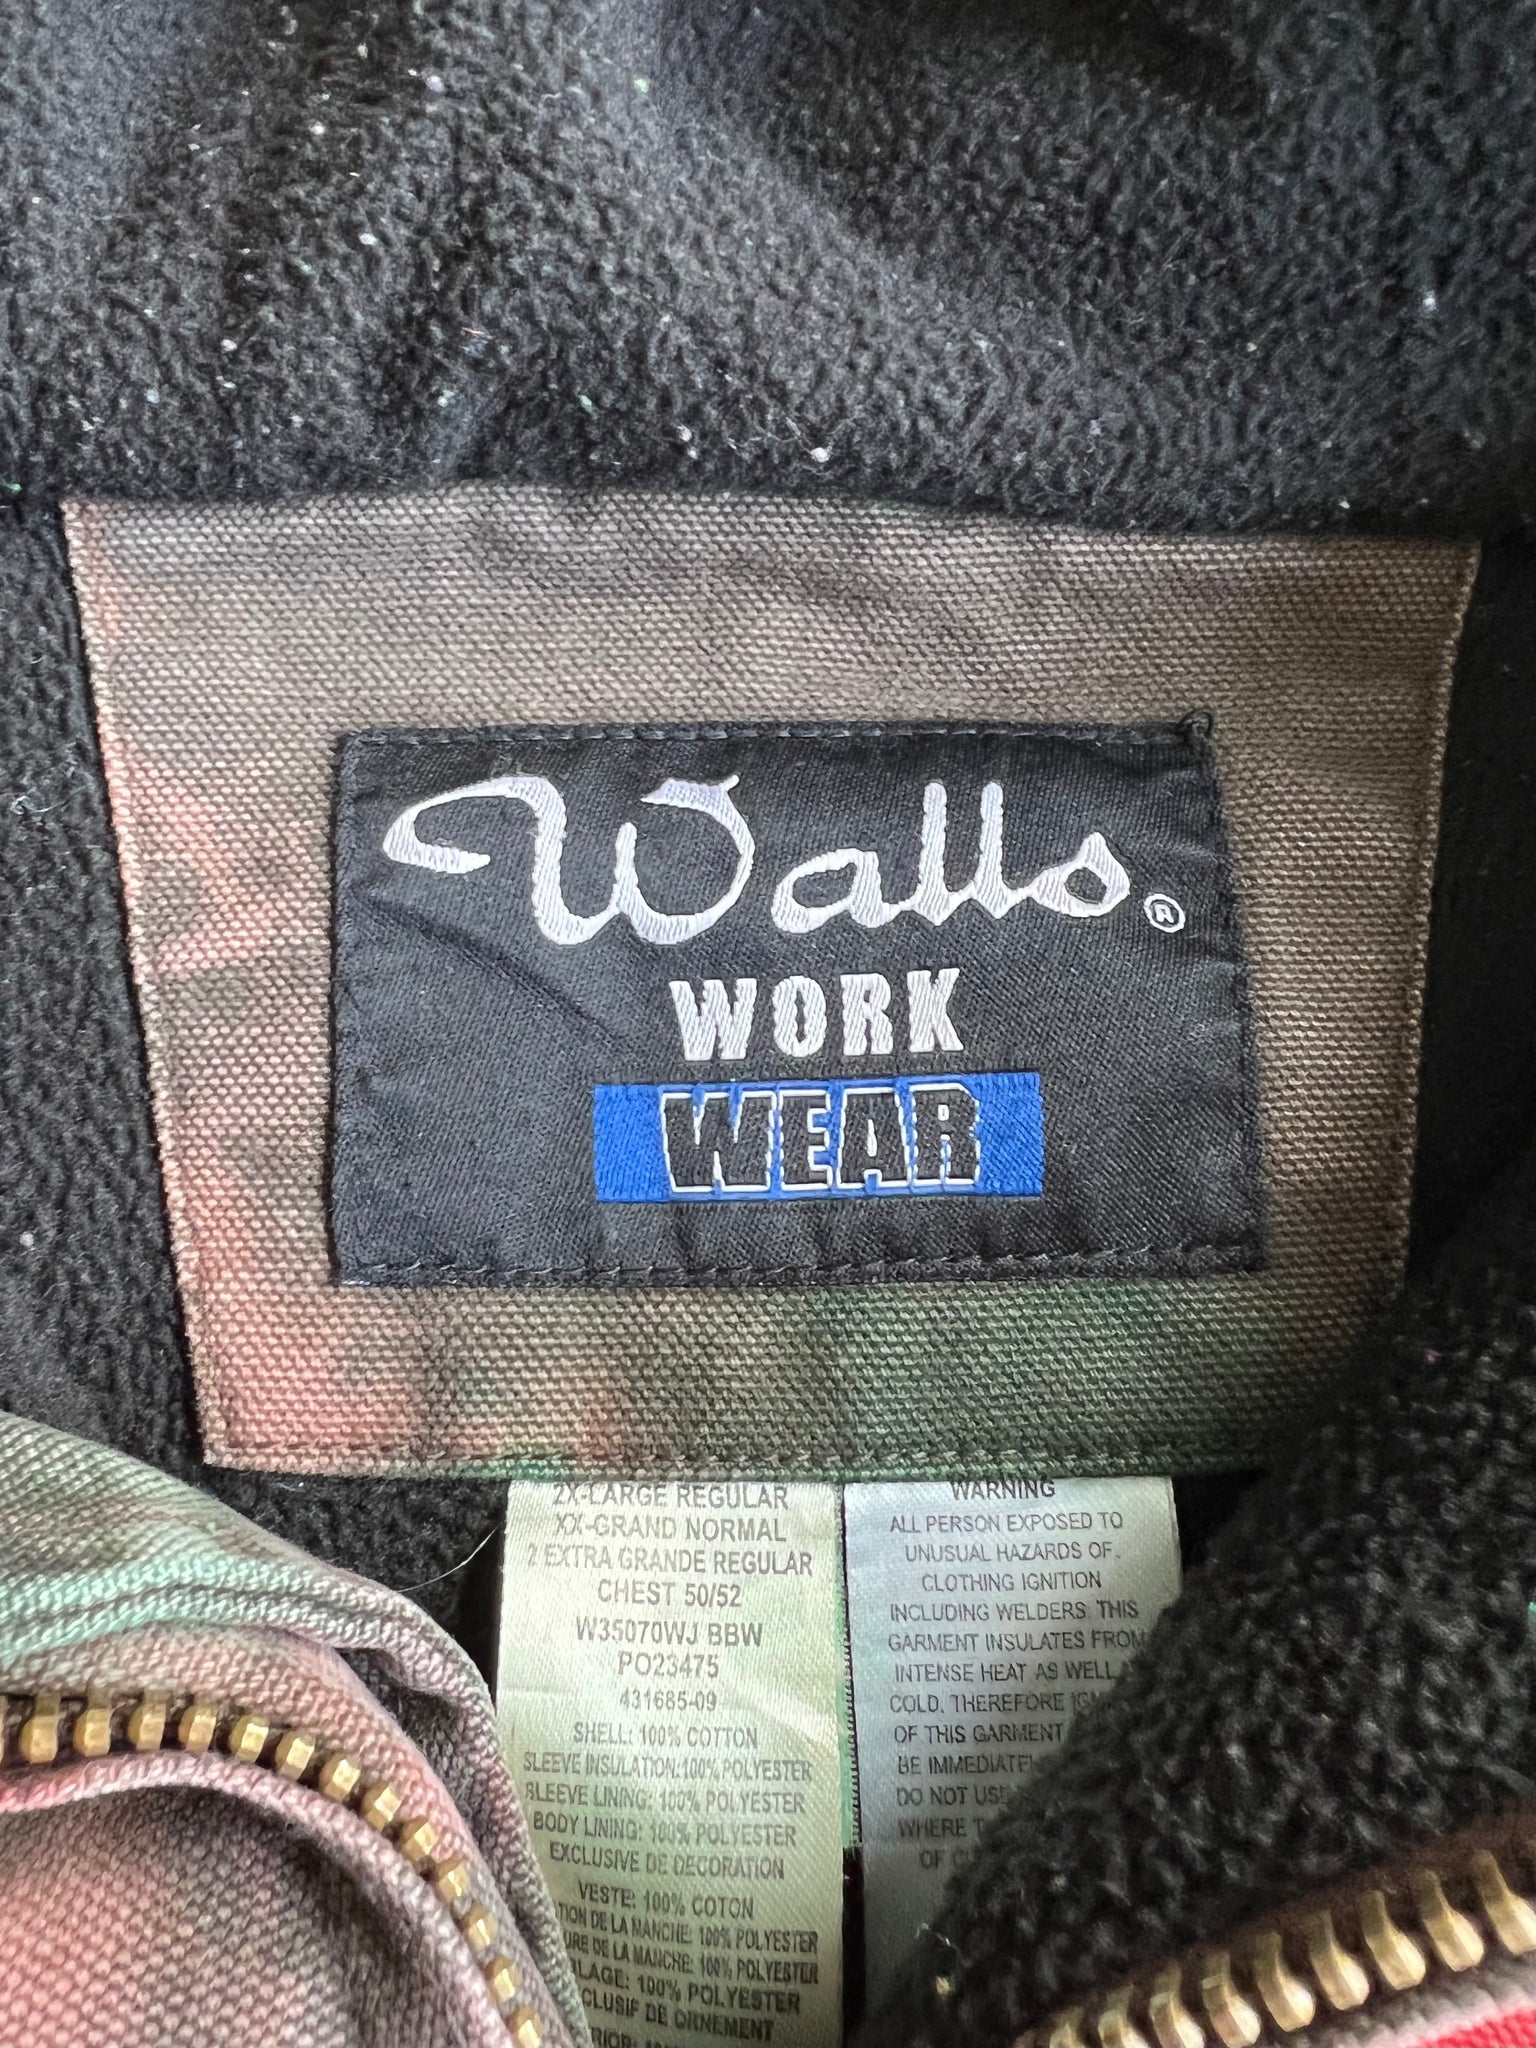 Walls®
WORK
WEAR
2X-LARGE REGULAR
XX-GRAND NORMAL
2 EXTRA GRANDE REGULAR
CHEST 50/52
W35070WJ BBW
PO23475
431685-09
SHELL: 100% COTTON
SLEEVE INSULATION:100% POLYESTER
SLEEVE LINING: 100% POLYESTER
BODY LINING: 100% POLYESTER
EXCLUSIVE DE DECORATION
VESTE: 100% COTON
DE LA MANCHE: 100% POLYESTER
DE LA MANCHE: 100% POLYESTER
100% POLYESTER
DE ORNEMENT
WARNING
ALL PERSON EXPOSED TO
UNUSUAL HAZARDS OF
CLOTHING IGNITION
INCLUDING WELDERS. THIS
GARMENT INSULATES FROM
INTENSE HEAT AS WELL
COLD. THEREFORE
OF THIS GARMENT
BE
DO NOT USE
WHERE
OF